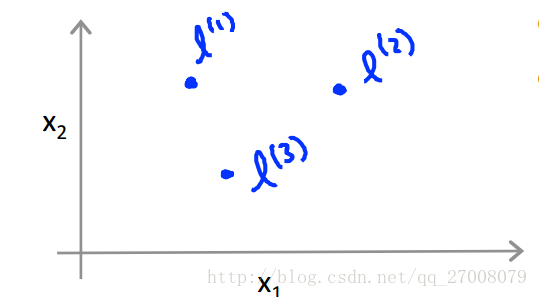 l^(1)
l^(2)
x₂
l^(3)
http://blog.csdn.net/qq_27008079
x₁